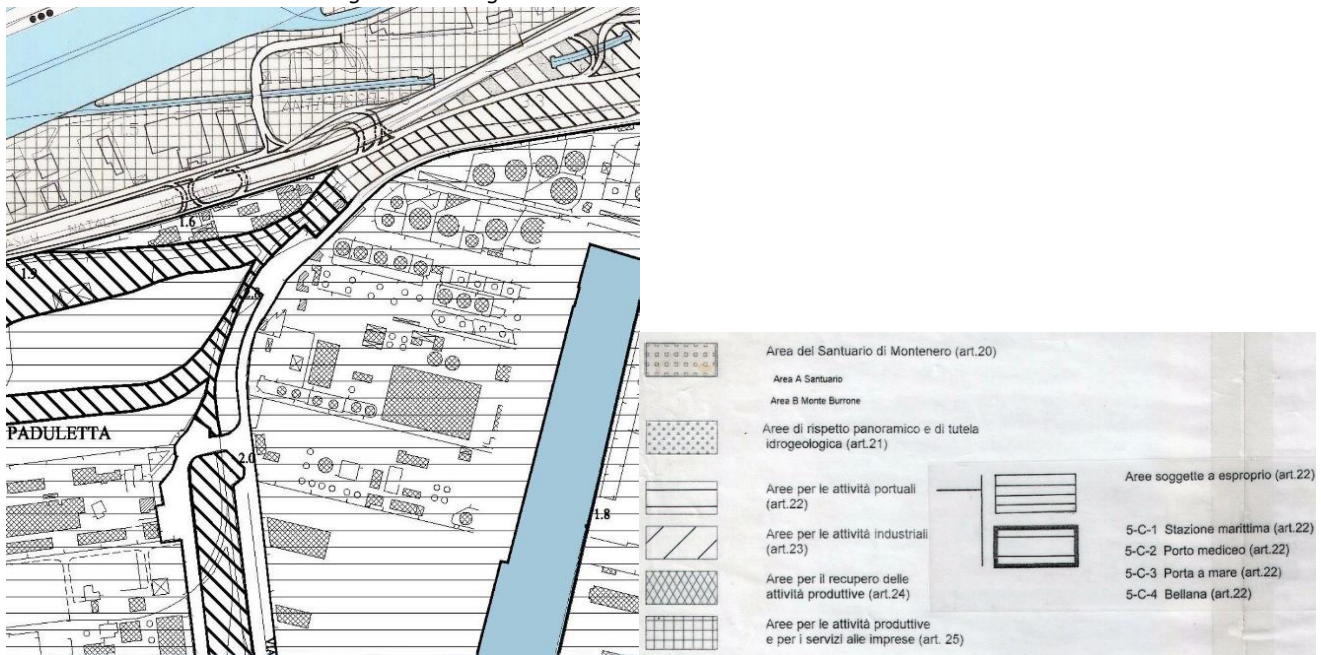 1.6
1.9
PADULETTA
2.0
1.8
Area del Santuario di Montenero (art.20)
Area A Santuario
Area B Monte Burrone
Aree di rispetto panoramico e di tutela
idrogeologica (art.21)
Aree per le attività portuali
(art.22)
Aree per le attività industriali
(art.23)
Aree per il recupero delle
attività produttive (art.24)
Aree per le attività produttive
e per i servizi alle imprese (art. 25)
Aree soggette a esproprio (art.22)
5-C-1 Stazione marittima (art.22)
5-C-2 Porto mediceo (art.22)
5-C-3 Porta a mare (art.22)
5-C-4 Bellana (art.22)